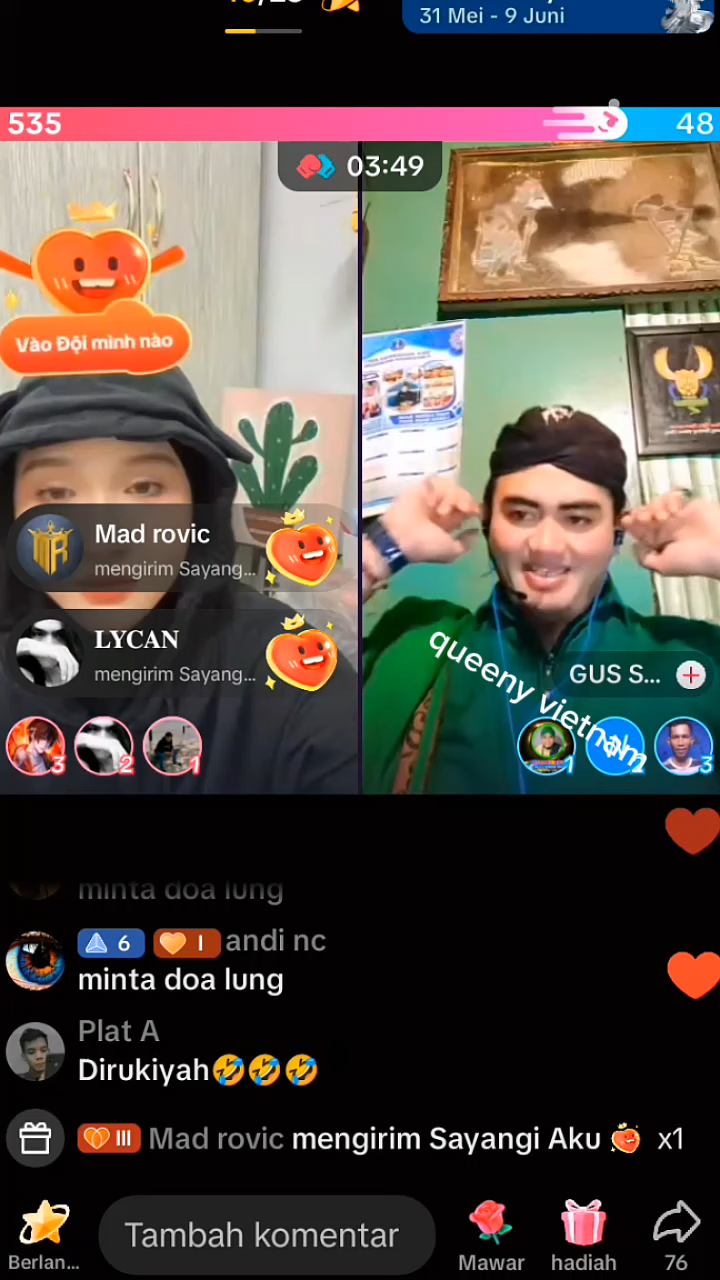 31 Mei - 9 Juni
535
48
03:49
Vào Đội mình nào
Mad rovic
mengirim Sayang...
LYCAN
mengirim Sayang...
GUS S...
queeny vietnam
3
2
1
1
2
3
minta doa lung
6
I
andi nc
minta doa lung
Plat A
Dirukiyah🤣🤣🤣
III
Mad rovic mengirim Sayangi Aku
x1
Tambah komentar
Berlan...
Mawar
hadiah
76